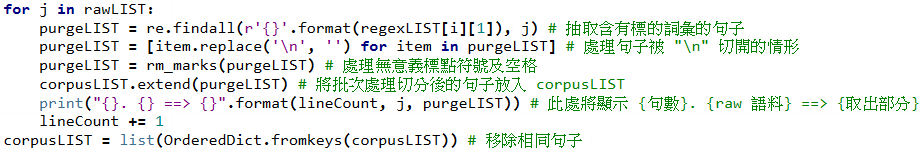 for j in rawLIST:
    purgeLIST = re.findall(r'{}'.format(regexLIST[i][1]), j) # 抽取含有標的詞彙的句子
    purgeLIST = [item.replace('\n', '') for item in purgeLIST] # 處理句子被 "\n" 切開的情形
    purgeLIST = rm_marks(purgeLIST) # 處理無意義標點符號及空格
    corpusLIST.extend(purgeLIST) # 將批次處理切分後的句子放入 corpusLIST
    print("{}. {} ==> {}".format(lineCount, j, purgeLIST)) # 此處將顯示 {句數}. {raw 語料} ==> {取出部分}
    lineCount += 1
corpusLIST = list(OrderedDict.fromkeys(corpusLIST)) # 移除相同句子